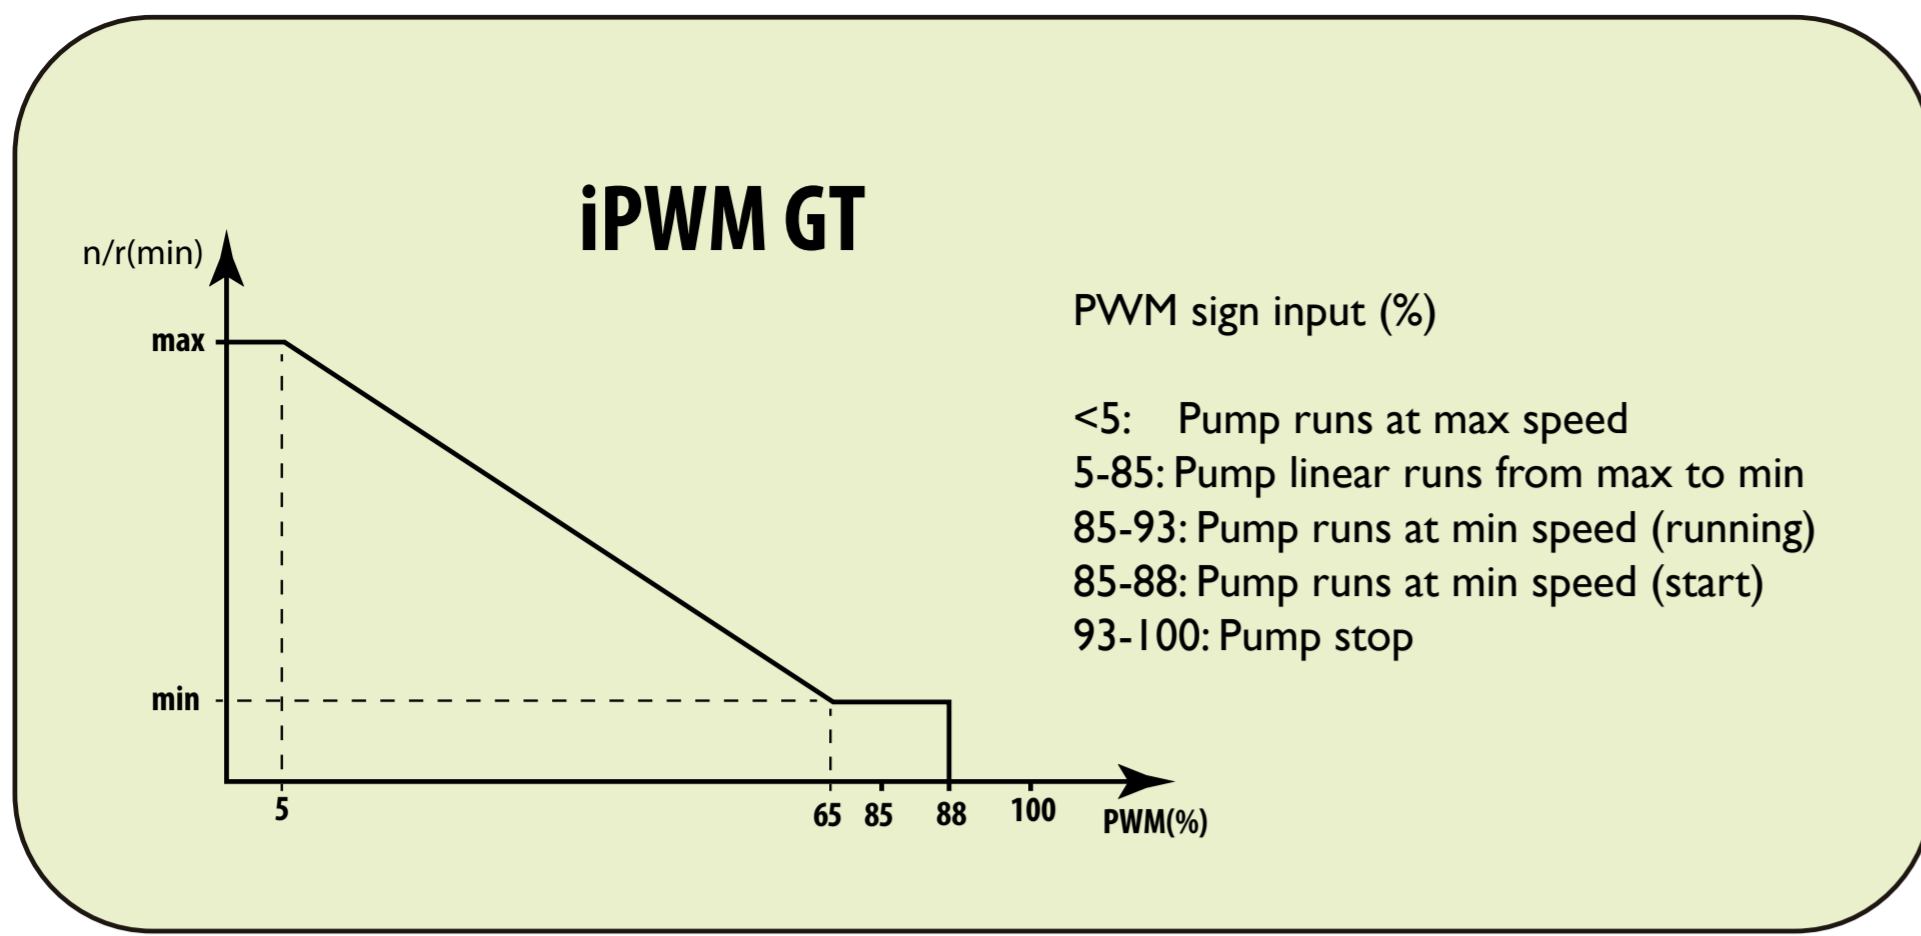 iPWM GT
n/r(min)
max
min
5
65
85
88
100
PWM(%)
PWM sign input (%)
<5: Pump runs at max speed
5-85: Pump linear runs from max to min
85-93: Pump runs at min speed (running)
85-88: Pump runs at min speed (start)
93-100: Pump stop